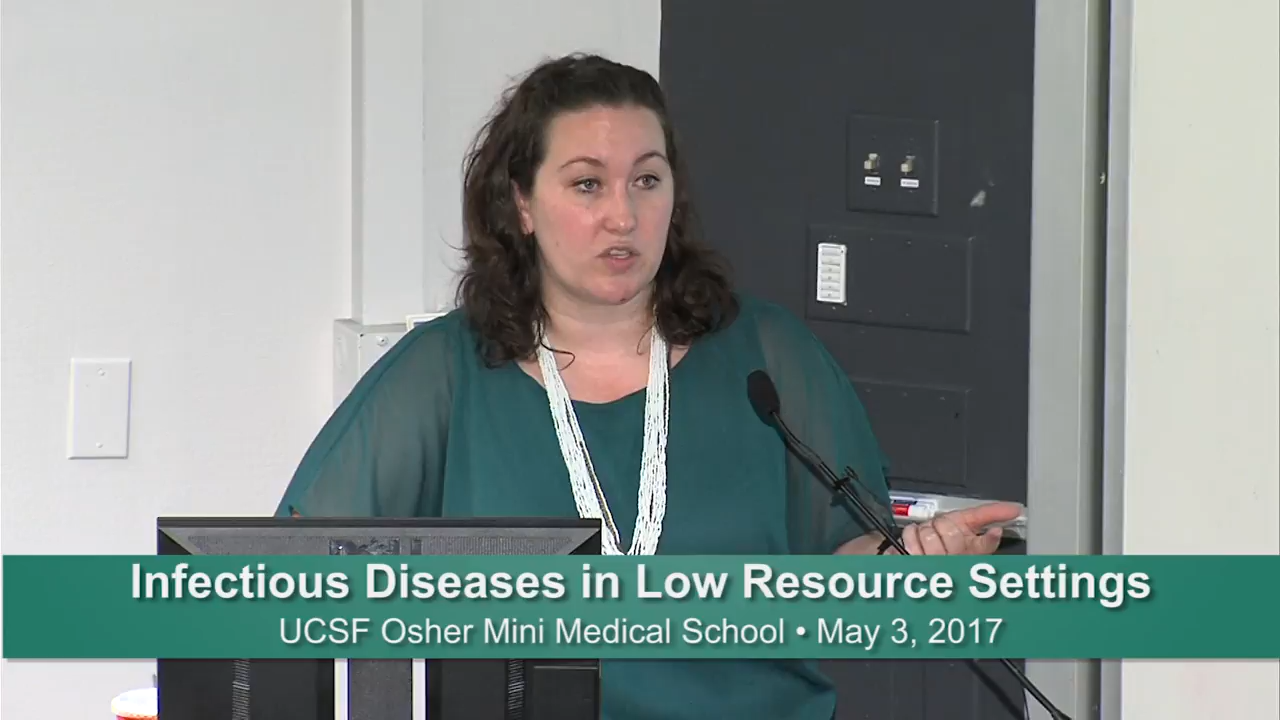 Infectious Diseases in Low Resource Settings
UCSF Osher Mini Medical School • May 3, 2017